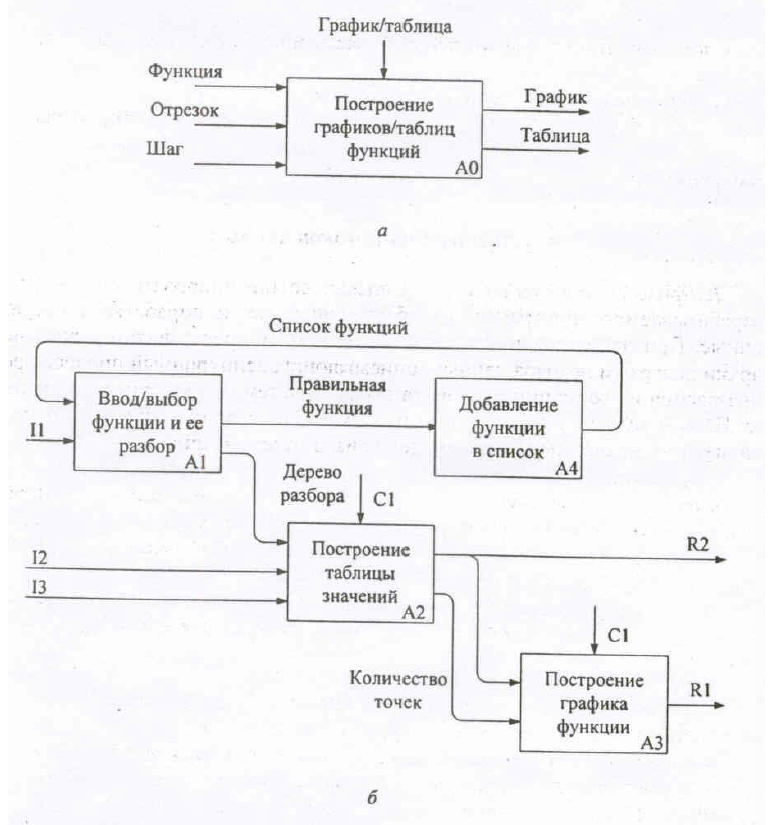 График/таблица
Функция
Отрезок
Шаг
Построение
графиков/таблиц
функций
A0
График
Таблица
а
Список функций
Правильная
функция
Ввод/выбор
функции и ее
разбор
A1
I1
Добавление
функции
в список
A4
Дерево
разбора
C1
Построение
таблицы
значений
A2
I2
I3
R2
C1
Количество
точек
Построение
графика
функции
A3
R1
б